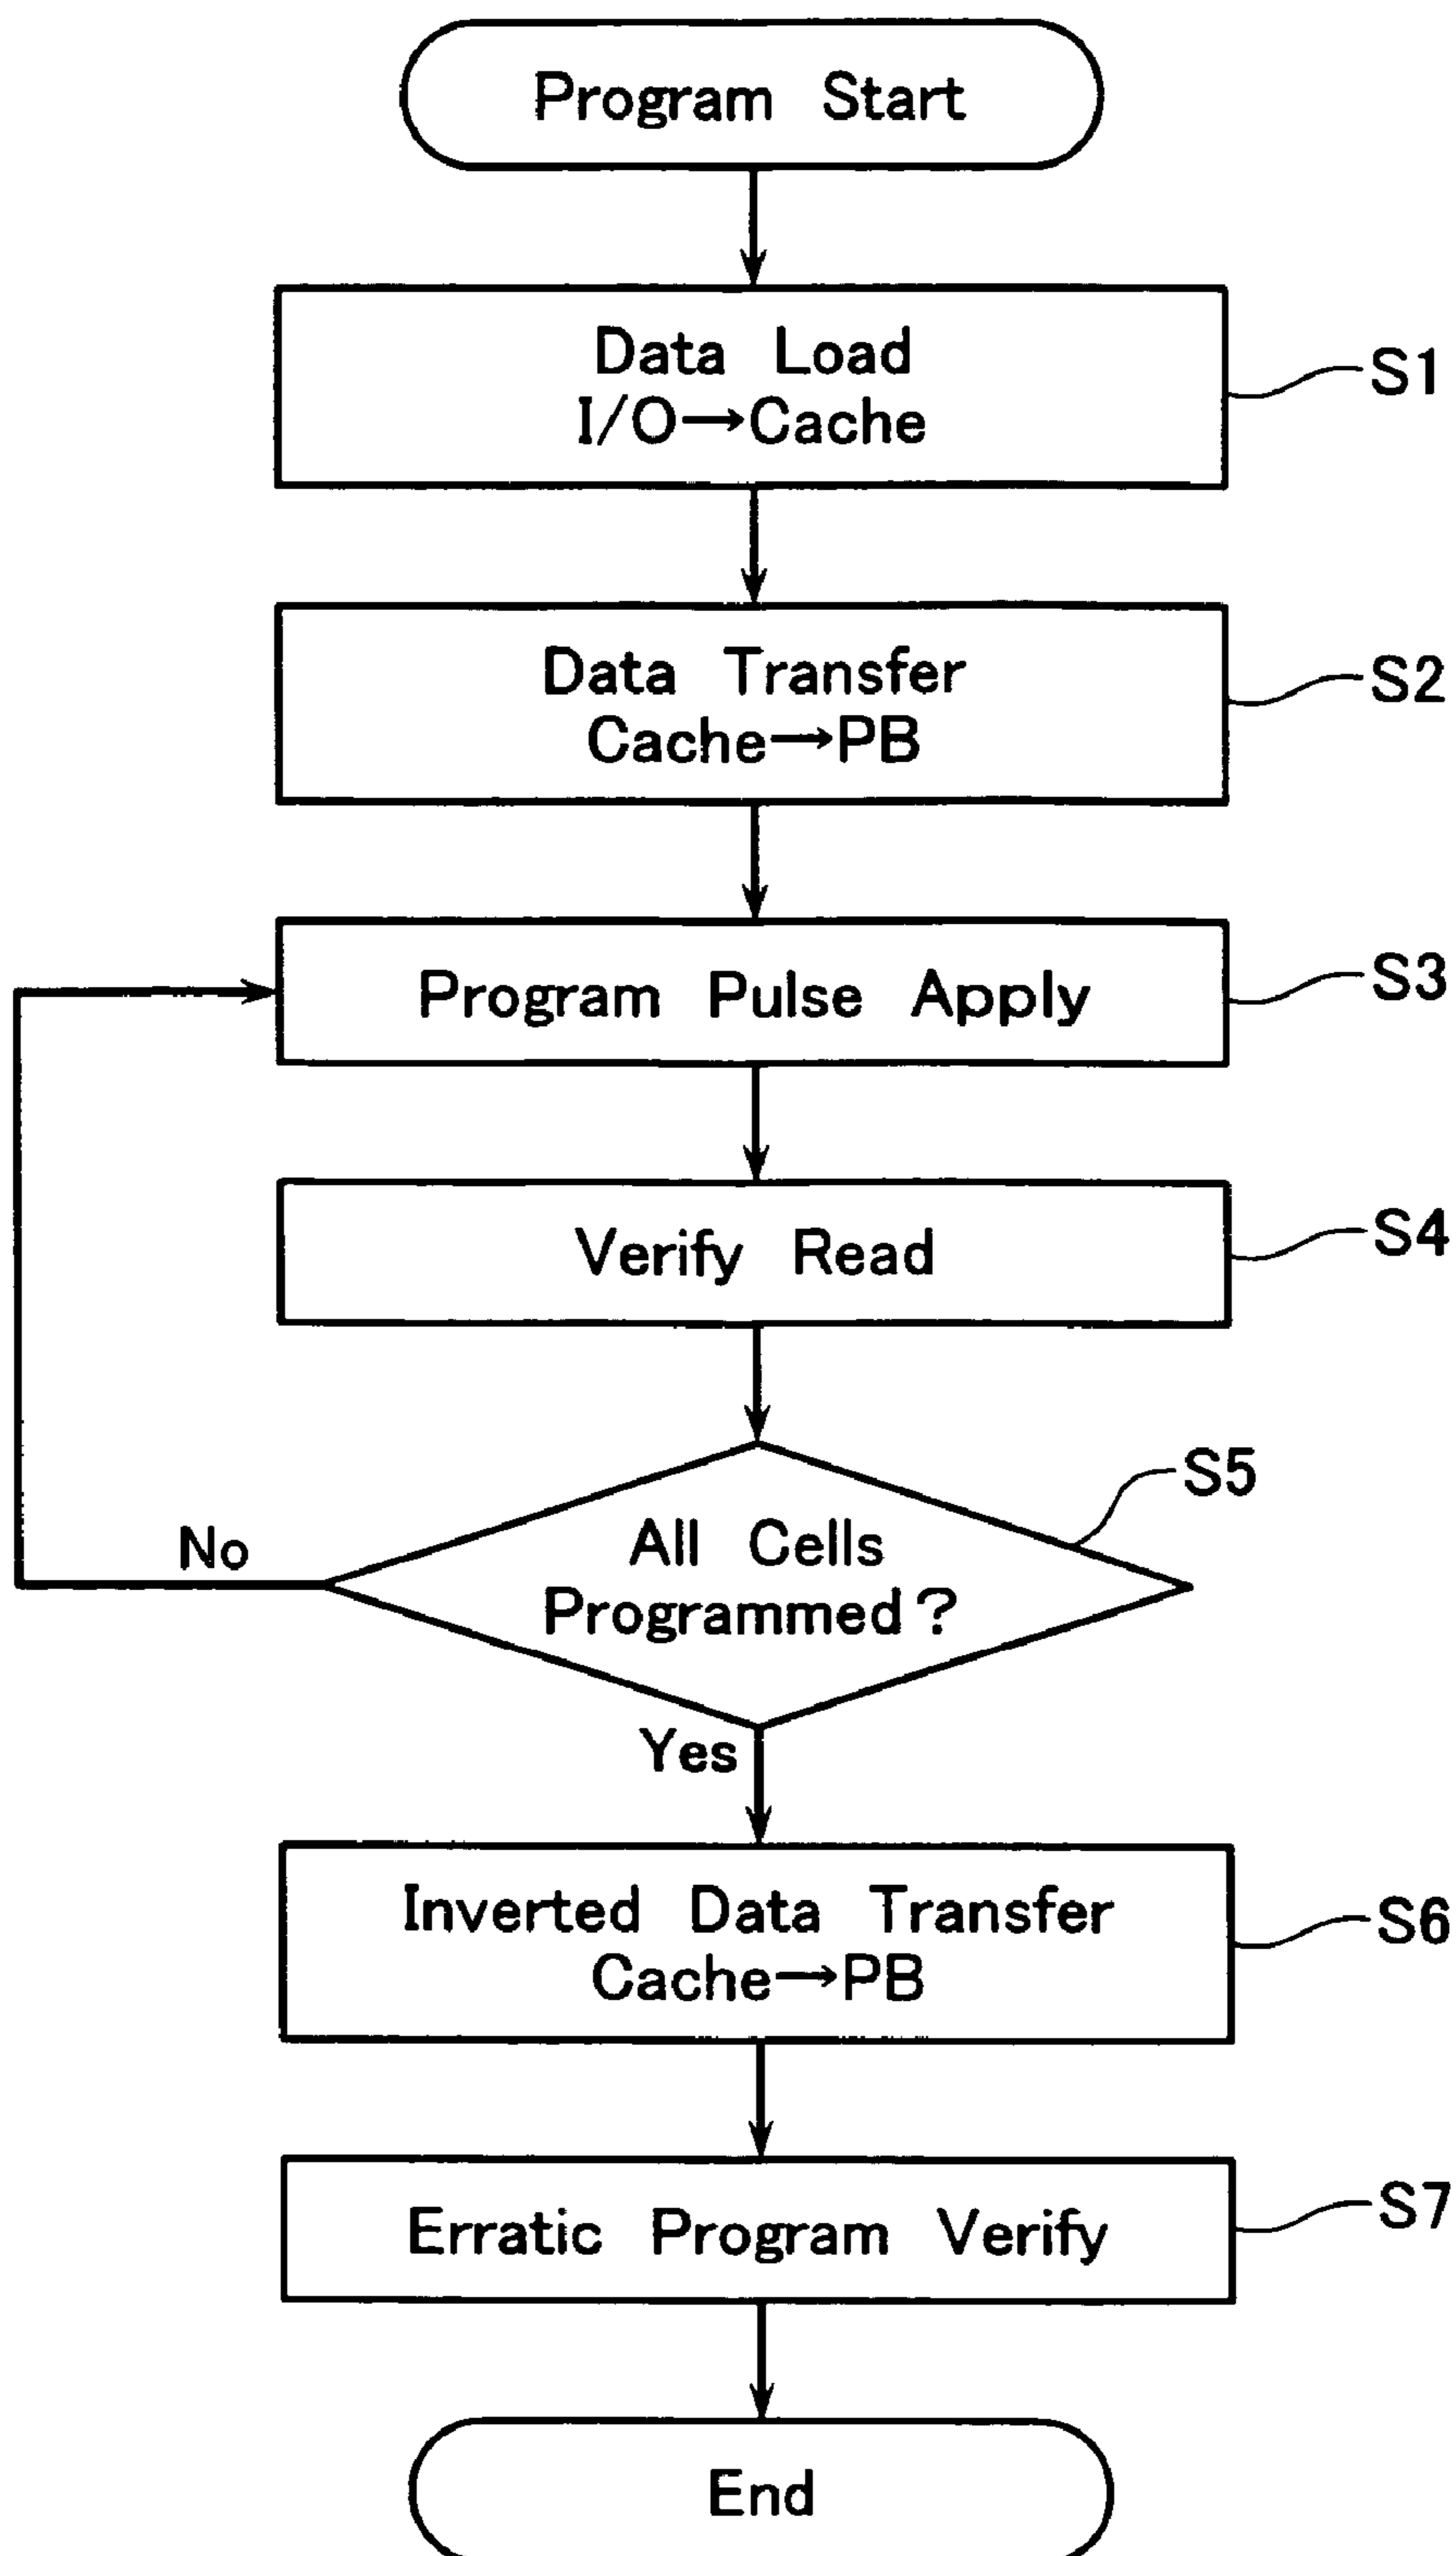 Program Start
Data Load
I/O→Cache
S1
Data Transfer
Cache→PB
S2
Program Pulse Apply
S3
Verify Read
S4
All Cells
Programmed?
S5
No
Yes
Inverted Data Transfer
Cache→PB
S6
Erratic Program Verify
S7
End